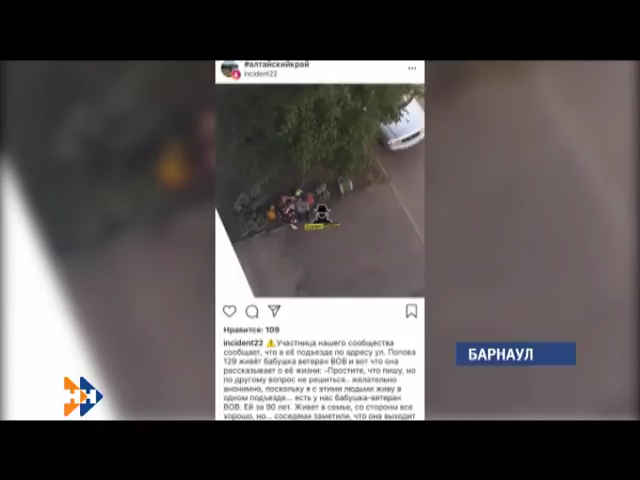 #алтайскийкрай
incident22
Нравится: 109
incident22 ⚠Участница нашего сообщества
сообщает, что в её подъезде по адресу ул. Попова
129 живёт бабушка ветеран ВОВ и вот что она
рассказывает о её жизни: -Простите, что пишу, но
по другому вопрос не решиться.. желательно
анонимно, поскольку я с этими людьми живу в
одном подъезде... есть у нас бабушка-ветеран
ВОВ. Ей за 90 лет. Живет в семье, со стороны все
хорошо, но... соседями заметили, что она выходит
БАРНАУЛ
НН